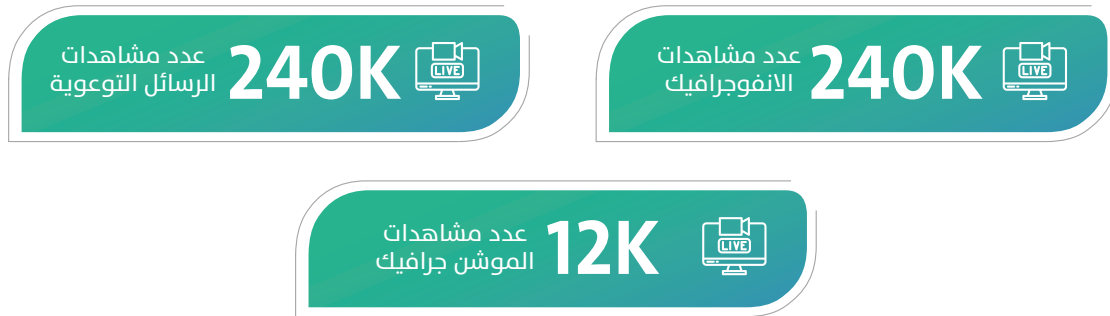 LIVE
240K
عدد مشاهدات
الانفوجرافيك
LIVE
240K
عدد مشاهدات
الرسائل التوعوية
LIVE
12K
عدد مشاهدات
الموشن جرافيك